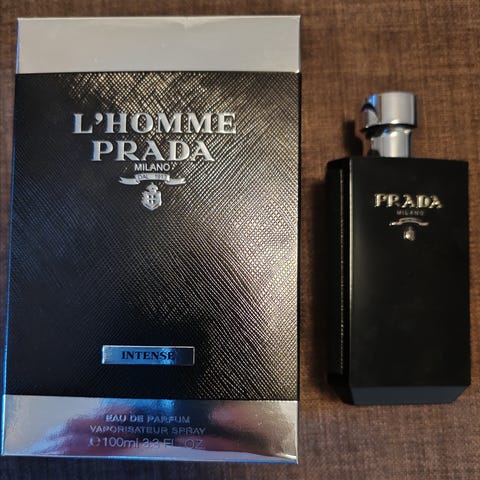 L'HOMME
PRADA
MILANO
DAL 1913
INTENSE
EAU DE PARFUM
VAPORISATEUR SPRAY
℮100ml 3.3 FL. OZ
PRADA
MILANO